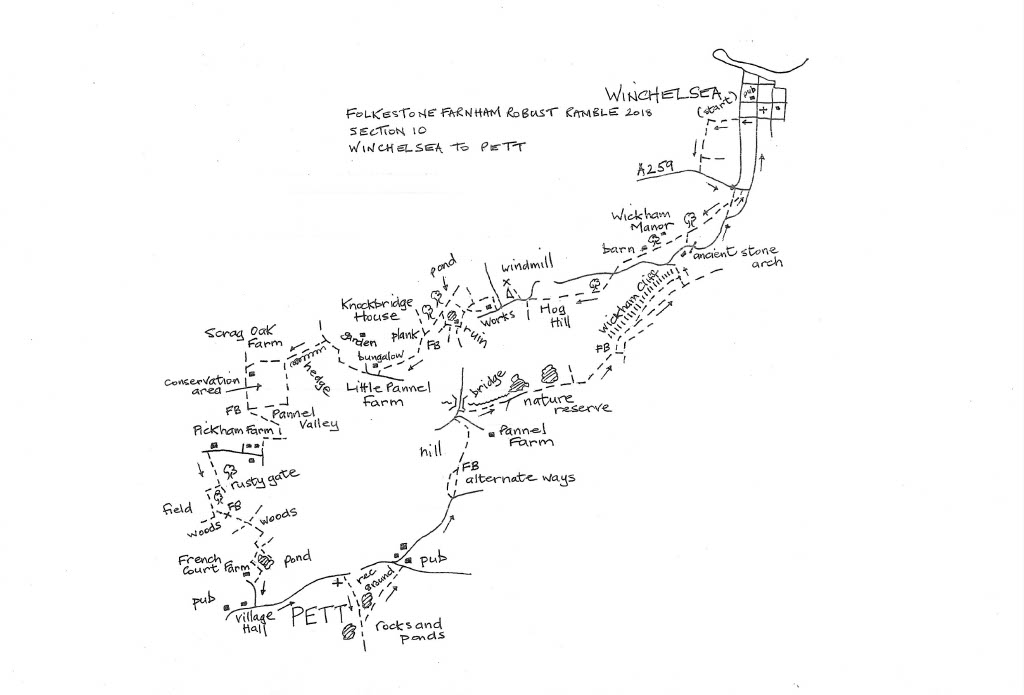 WINCHELSEA
pub
(start)
FOLKESTONE FARNHAM ROBUST RAMBLE 2018
SECTION 10
WINCHELSEA TO PETT
A259
Wickham
Manor
barn
ancient stone
arch
pond
windmill
Wickham Cliff
Knockbridge
House
works
Hog
Hill
ruin
plank
FB
garden
bungalow
Scrag Oak
Farm
hedge
FB
conservation
area
Little Pannel
Farm
bridge
nature
reserve
FB
Pannel
Valley
Pickham Farm
Pannel
Farm
hill
FB
alternate ways
rusty gate
field
FB
woods
woods
French
Court Farm
pond
pub
rec
ground
pub
village
Hall
PETT
rocks and
ponds